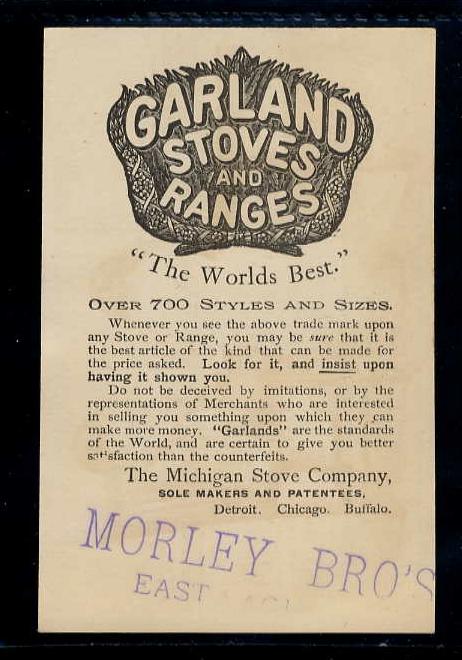 GARLAND
STOVES
AND
RANGES
"The Worlds Best."
OVER 700 STYLES AND SIZES.
Whenever you see the above trade mark upon
any Stove or Range, you may be sure that it is
the best article of the kind that can be made for
the price asked. Look for it, and insist upon
having it shown you.
Do not be deceived by imitations, or by the
representations of Merchants who are interested
in selling you something upon which they can
make more money. "Garlands" are the standards
of the World, and are certain to give you better
satisfaction than the counterfeits.
The Michigan Stove Company,
SOLE MAKERS AND PATENTEES,
Detroit. Chicago. Buffalo.
MORLEY BRO'S
EAST